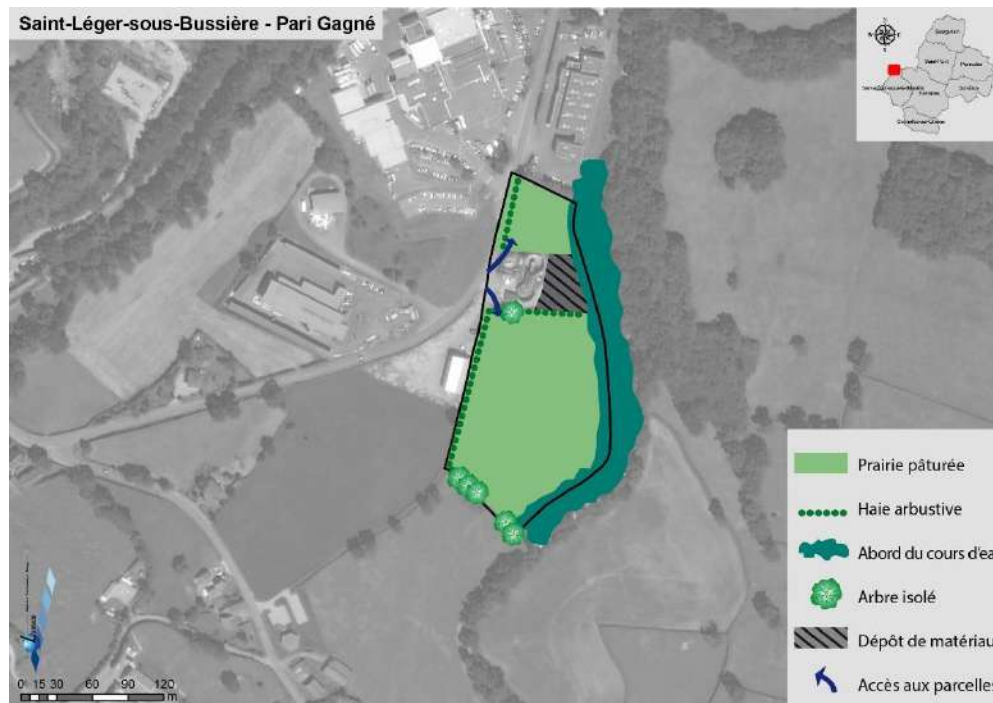 Saint-Léger-sous-Bussière - Pari Gagné
Prairie pâturée
Haie arbustive
Abord du cours d'ea
Arbre isolé
Dépôt de matériau
Accès aux parcelles
0 15 30 60 90 120
m